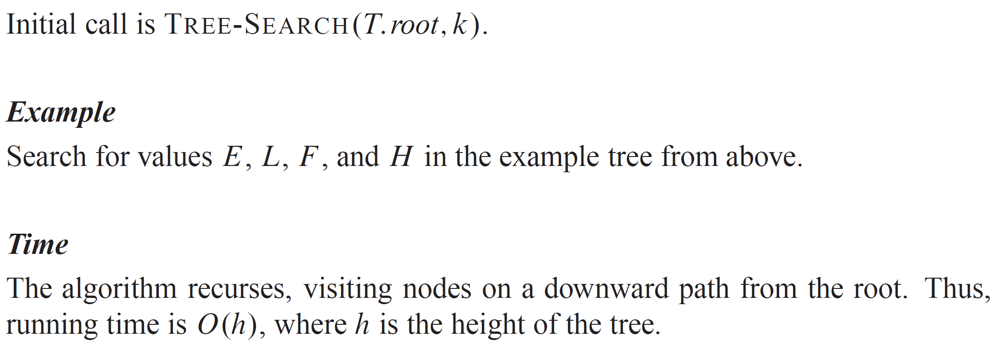 Initial call is TREE-SEARCH(T.root, k).
Example
Search for values E, L, F, and H in the example tree from above.
Time
The algorithm recurses, visiting nodes on a downward path from the root. Thus,
running time is O(h), where h is the height of the tree.